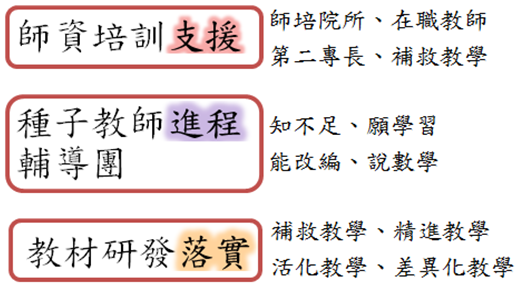 師資培訓支援
師培院所、在職教師
第二專長、補救教學
種子教師進程
輔導團
知不足、願學習
能改編、說數學
教材研發落實
補救教學、精進教學
活化教學、差異化教學